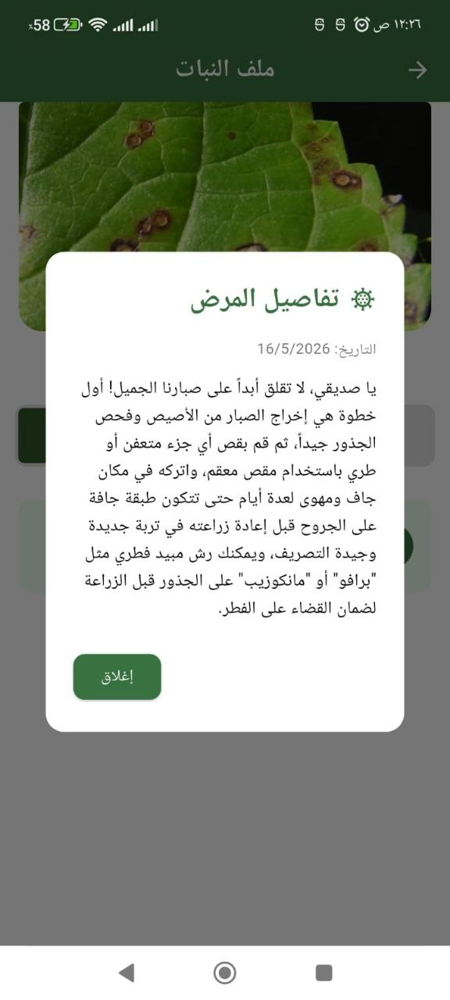 ١٢:٢٦ ص
58٪
ملف النبات
تفاصيل المرض
التاريخ: 16/5/2026
يا صديقي، لا تقلق أبداً على صبارنا الجميل! أول
خطوة هي إخراج الصبار من الأصيص وفحص
الجذور جيداً، ثم قم بقص أي جزء متعفن أو
طري باستخدام مقص معقم، واتركه في مكان
جاف ومهوى لعدة أيام حتى تتكون طبقة جافة
على الجروح قبل إعادة زراعته في تربة جديدة
وجيدة التصريف، ويمكنك رش مبيد فطري مثل
"برافو" أو "مانكوزيب" على الجذور قبل الزراعة
لضمان القضاء على الفطر.
إغلاق